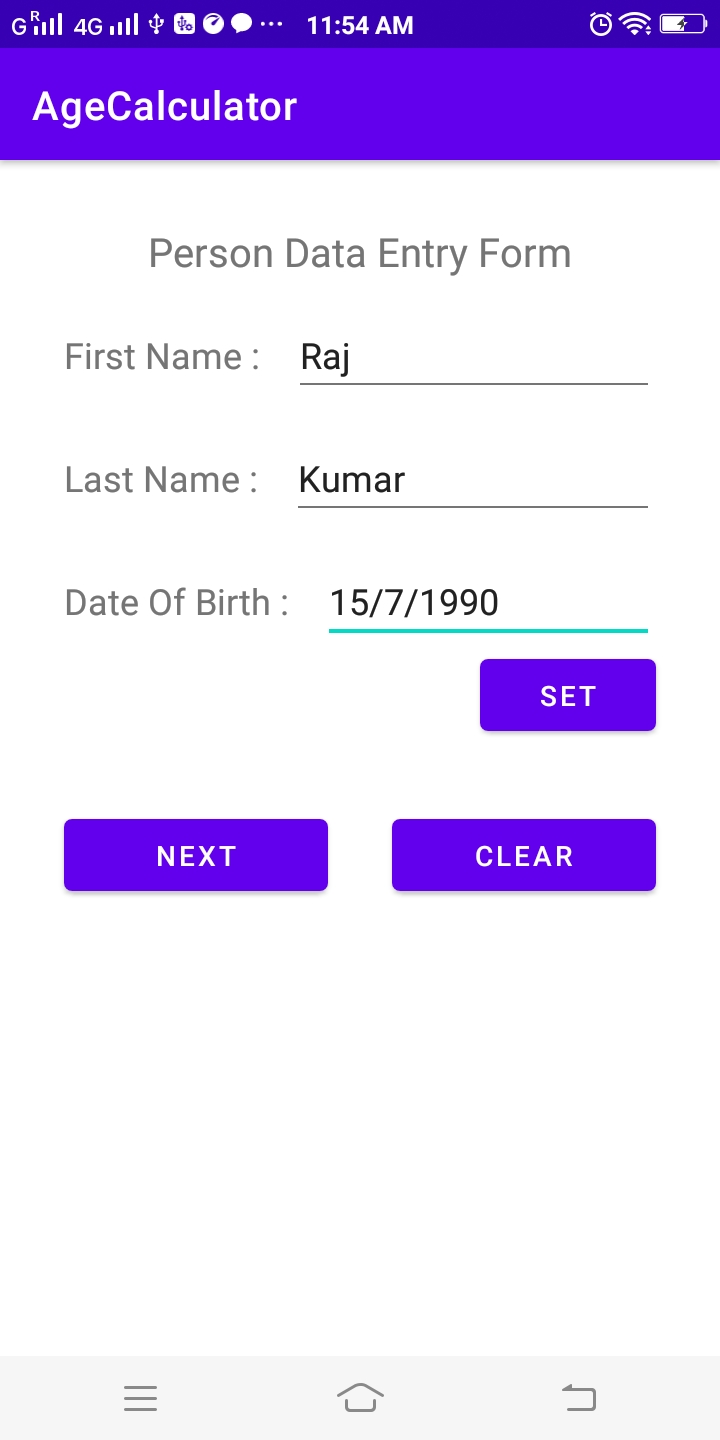 G R 4G 11:54 AM
AgeCalculator
Person Data Entry Form
First Name : Raj
Last Name : Kumar
Date Of Birth : 15/7/1990
SET
NEXT CLEAR